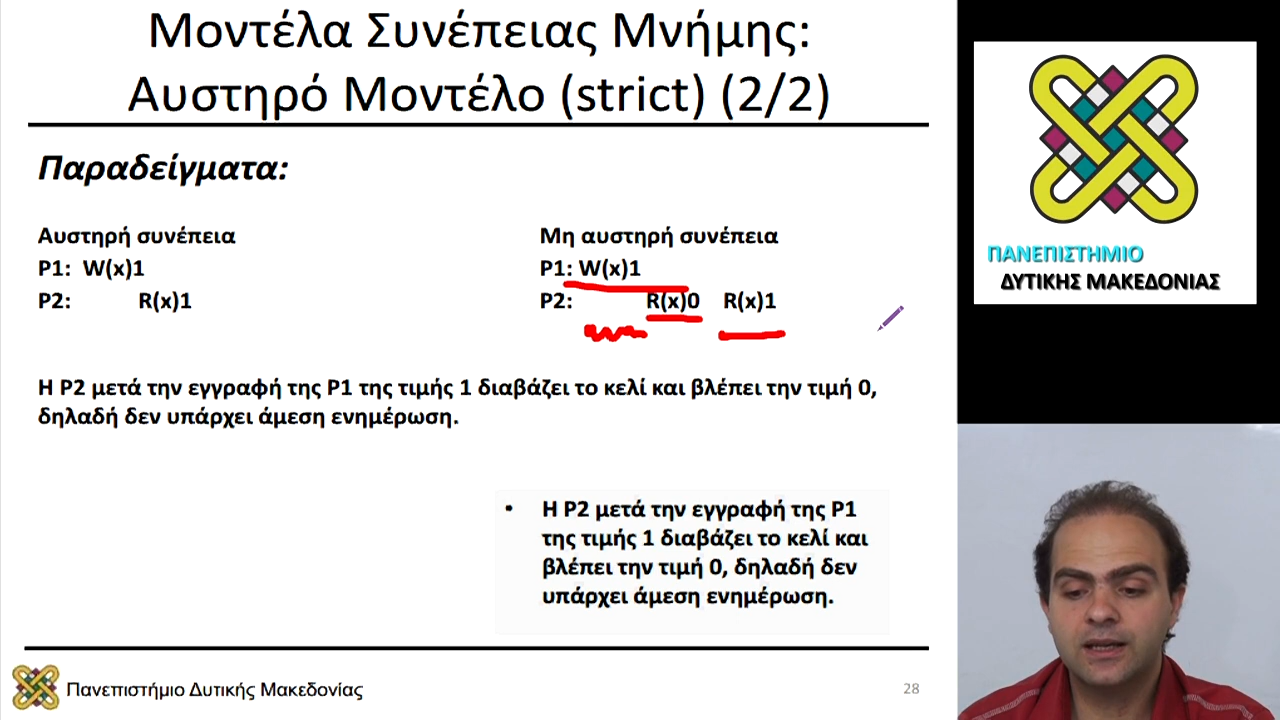 Μοντέλα Συνέπειας Μνήμης:
Αυστηρό Μοντέλο (strict) (2/2)
Παραδείγματα:
Αυστηρή συνέπεια
P1: W(x)1
P2: R(x)1
Μη αυστηρή συνέπεια
P1: W(x)1
P2: R(x)0 R(x)1
Η P2 μετά την εγγραφή της P1 της τιμής 1 διαβάζει το κελί και βλέπει την τιμή 0,
δηλαδή δεν υπάρχει άμεση ενημέρωση.
• Η P2 μετά την εγγραφή της P1
της τιμής 1 διαβάζει το κελί και
βλέπει την τιμή 0, δηλαδή δεν
υπάρχει άμεση ενημέρωση.
Πανεπιστήμιο Δυτικής Μακεδονίας
28
ΠΑΝΕΠΙΣΤΗΜΙΟ
ΔΥΤΙΚΗΣ ΜΑΚΕΔΟΝΙΑΣ